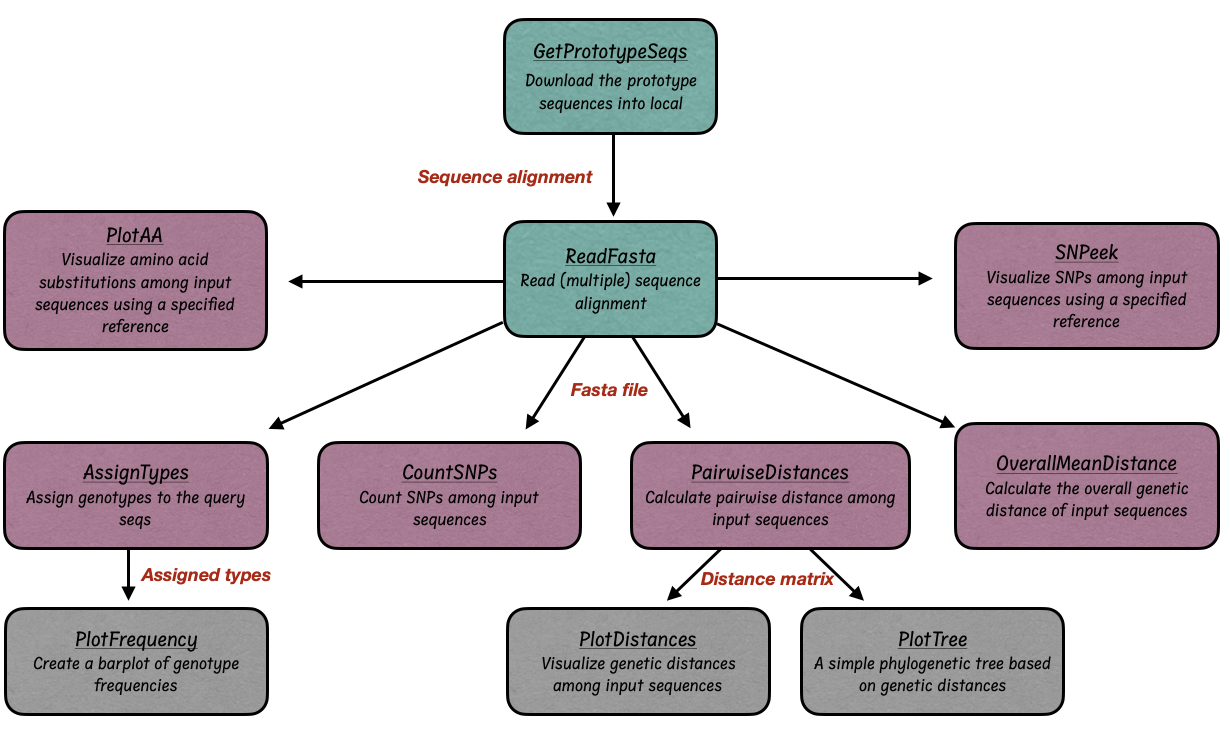 GetPrototypeSeqs
Download the prototype
sequences into local
Sequence alignment
PlotAA
Visualize amino acid
substitutions among input
sequences using a specified
reference
ReadFasta
Read (multiple) sequence
alignment
SNPeek
Visualize SNPs among input
sequences using a specified
reference
Fasta file
AssignTypes
Assign genotypes to the query
seqs
CountSNPs
Count SNPs among input
sequences
PairwiseDistances
Calculate pairwise distance among
input sequences
OverallMeanDistance
Calculate the overall genetic
distance of input sequences
Assigned types
Distance matrix
PlotFrequency
Create a barplot of genotype
frequencies
PlotDistances
Visualize genetic distances
among input sequences
PlotTree
A simple phylogenetic tree based
on genetic distances